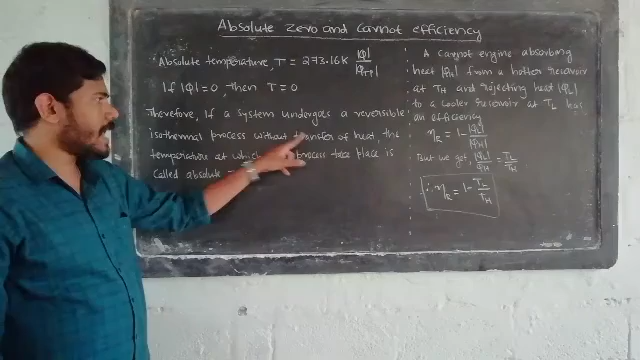 Absolute zero and Carnot efficiency
Absolute temperature, T = 273.16K |Q|/|Qtp|
If |Q| = 0, then T = 0
Therefore, If a System undergoes a reversible
isothermal process without transfer of heat, the
temperature at which process take place is
Called absolute
A carnot engine absorbing
heat |QH| from a hotter reservoir
at TH and rejecting heat |QL|
to a cooler reservoir at TL has
an efficiency
ηR = 1- |QL|/|QH|
But we got, |QL|/|QH| = TL/TH
∴ ηR = 1- TL/TH